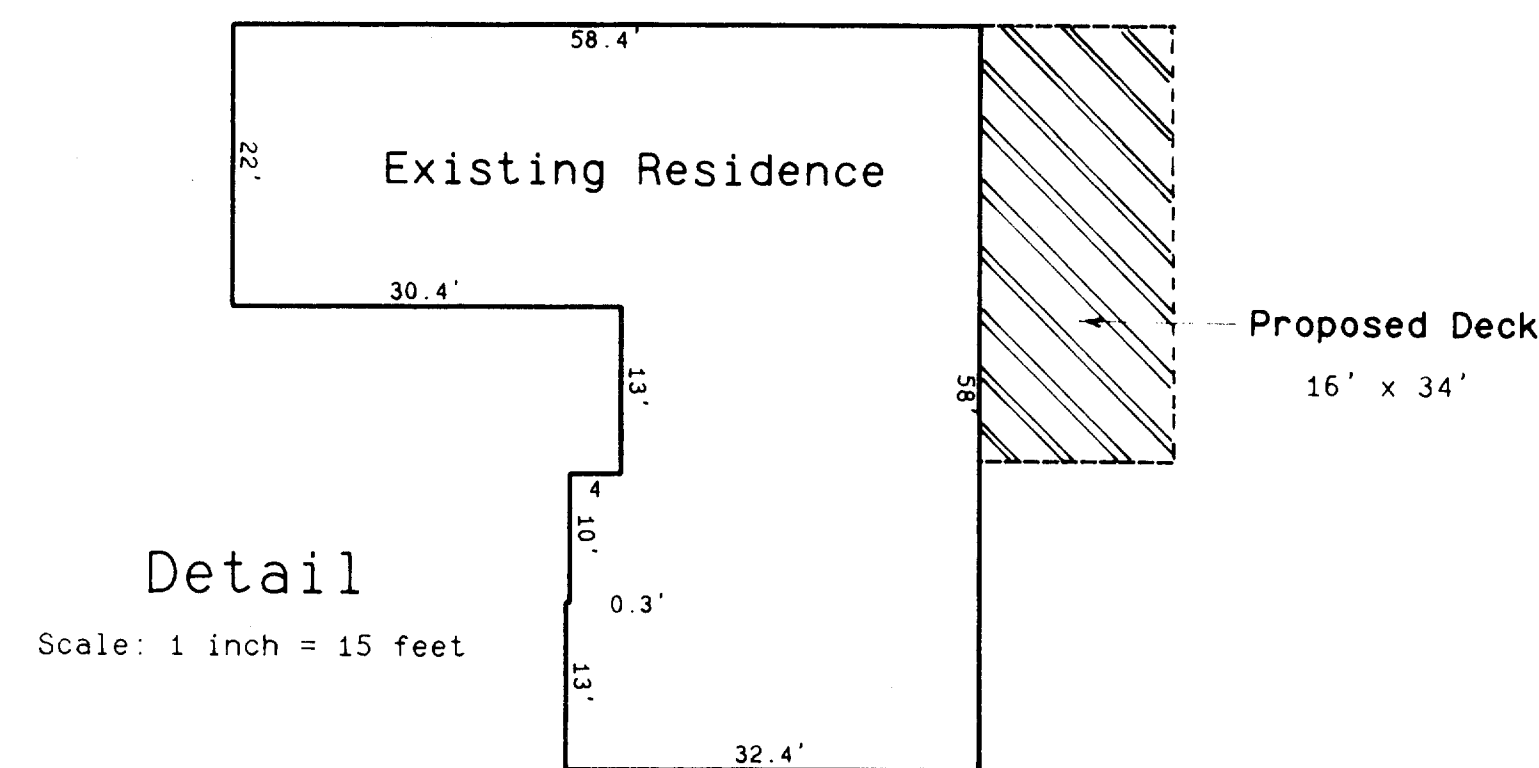 58.4'
22'
Existing Residence
30.4'
13'
58'
Proposed Deck
16' x 34'
4
10'
Detail
0.3'
Scale: 1 inch = 15 feet
13'
32.4'